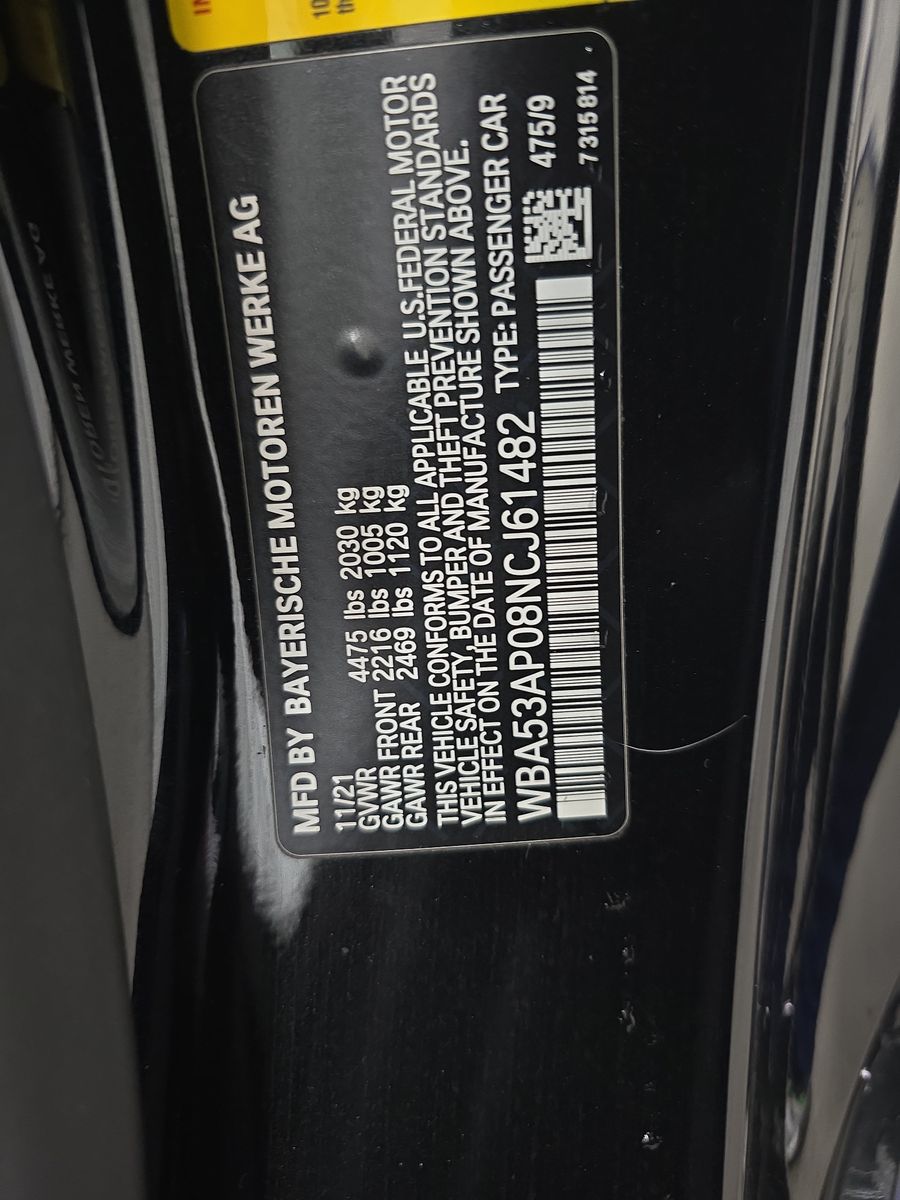 MFD BY BAYERISCHE MOTOREN WERKE AG
11/21
GVWR 4475 lbs 2030 kg
GAWR FRONT 2216 lbs 1005 kg
GAWR REAR 2469 lbs 1120 kg
THIS VEHICLE CONFORMS TO ALL APPLICABLE U.S.FEDERAL MOTOR
VEHICLE SAFETY, BUMPER AND THEFT PREVENTION STANDARDS
IN EFFECT ON THE DATE OF MANUFACTURE SHOWN ABOVE.
WBA53AP08NCJ61482 TYPE: PASSENGER CAR
475/9
7 315 814